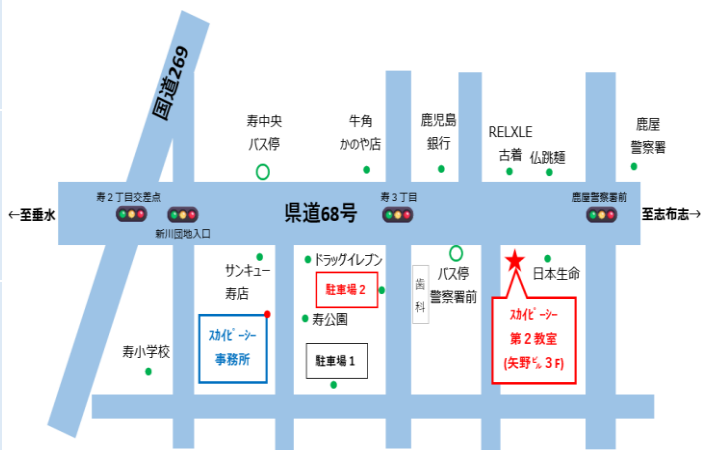 国道269
寿中央
バス停
牛角
かのや店
鹿児島
銀行
RELXLE
古着
仏跳麺
鹿屋
警察署
←至垂水
寿2丁目交差点
新川団地入口
県道68号
寿3丁目
鹿屋警察署前
至志布志→
サンキュー
寿店
ドラッグイレブン
駐車場2
歯
科
バス停
警察署前
日本生命
スカイピーシー
事務所
寿公園
スカイピーシー
第2教室
(矢野ビル3F)
寿小学校
駐車場1